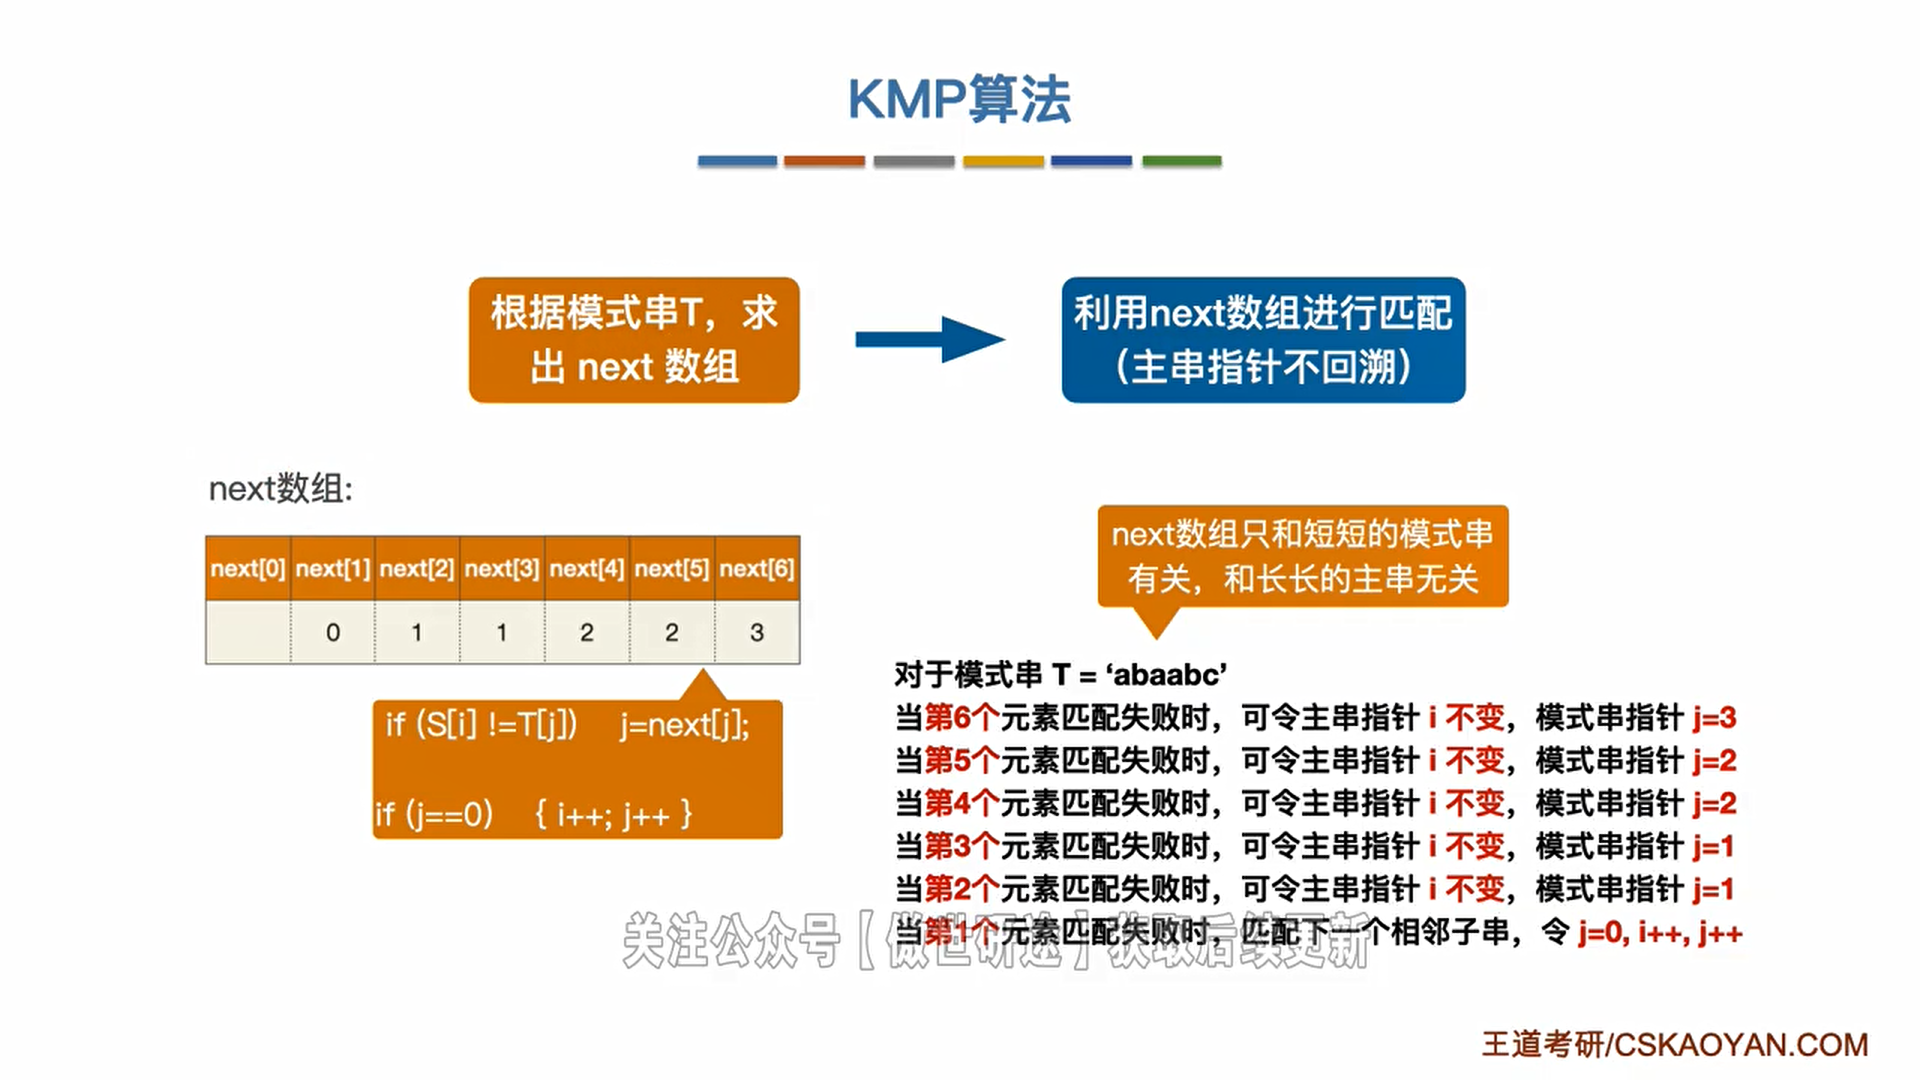 KMP算法
根据模式串T，求
出 next 数组
利用next数组进行匹配
（主串指针不回溯）
next数组:
next[0] next[1] next[2] next[3] next[4] next[5] next[6]
0 1 1 2 2 3
if (S[i] !=T[j]) j=next[j];
if (j==0) { i++; j++ }
next数组只和短短的模式串
有关，和长长的主串无关
对于模式串 T = ‘abaabc’
当第6个元素匹配失败时，可令主串指针 i 不变，模式串指针 j=3
当第5个元素匹配失败时，可令主串指针 i 不变，模式串指针 j=2
当第4个元素匹配失败时，可令主串指针 i 不变，模式串指针 j=2
当第3个元素匹配失败时，可令主串指针 i 不变，模式串指针 j=1
当第2个元素匹配失败时，可令主串指针 i 不变，模式串指针 j=1
当第1个元素匹配失败时，匹配下一个相邻子串，令 j=0, i++, j++
关注公众号【傲世研途】获取后续更新
王道考研/CSKAOYAN.COM